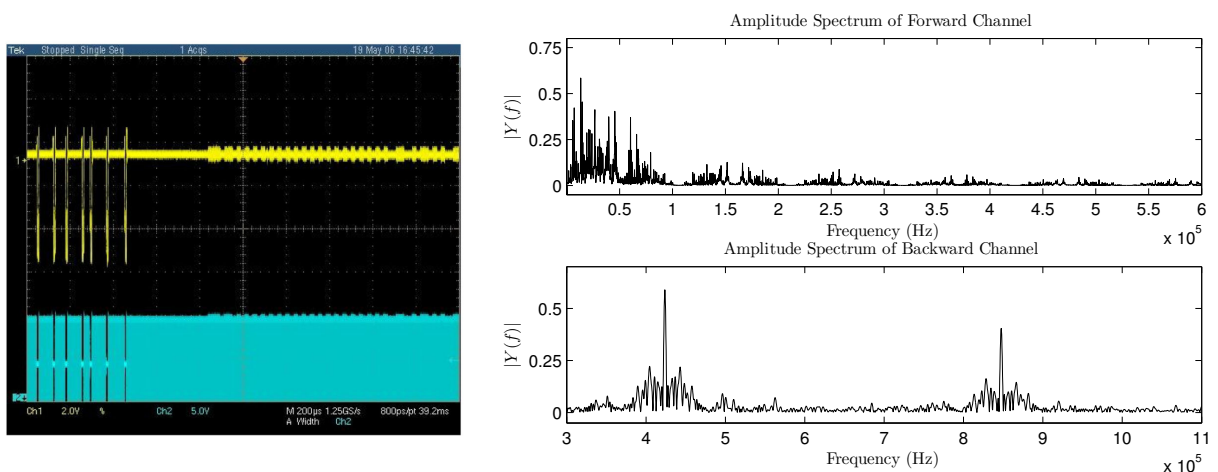 Tek Stopped Single Seq 1 Acqs 19 May 06 16:45:42
1
Ch1 2.0V % Ch2 5.0V M 200µs 1.25GS/s 800ps/pt 39.2ms
A Width Ch2
Amplitude Spectrum of Forward Channel
|Y(f)|
0.75
0.5
0.25
0
0.5 1 1.5 2 2.5 3 3.5 4 4.5 5 5.5 6
Frequency (Hz)
x 10⁵
Amplitude Spectrum of Backward Channel
|Y(f)|
0.5
0.25
0
3 4 5 6 7 8 9 10 11
Frequency (Hz)
x 10⁵